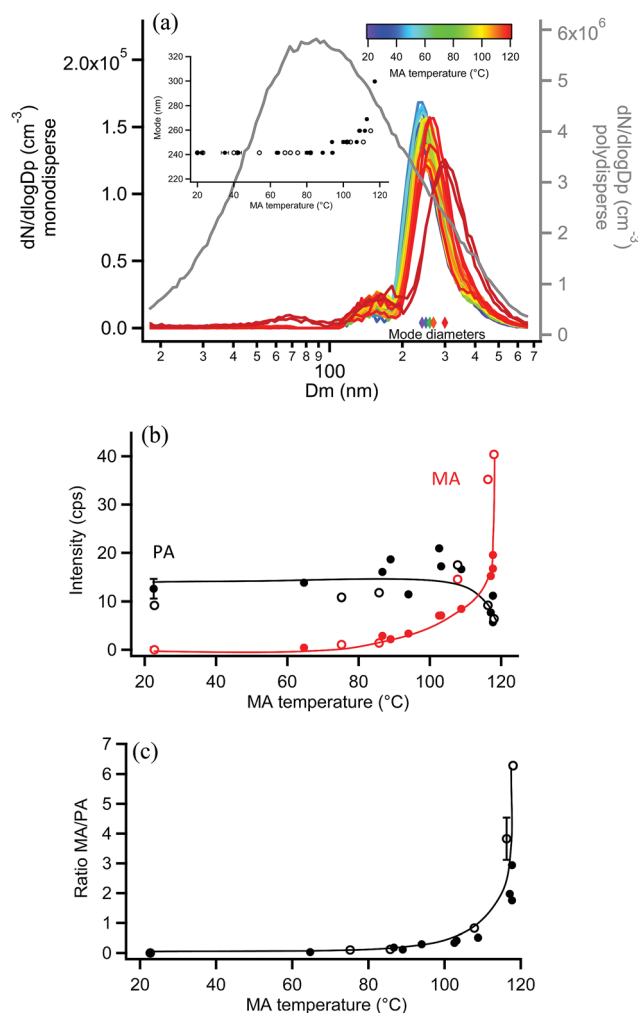 (a)
20 40 60 80 100 120
MA temperature (°C)
dN/dlogDp (cm-3)
monodisperse
2.0x10^5
1.5
1.0
0.5
0.0
Mode (nm)
320
300
280
260
240
220
20 40 60 80 100 120
MA temperature (°C)
6x10^6
5
4
3
2
1
0
dN/dlogDp (cm-3)
polydisperse
Mode diameters
2 3 4 5 6 7 8 9 100 2 3 4 5 6 7
Dm (nm)
(b)
Intensity (cps)
40
30
20
10
0
MA
PA
20 40 60 80 100 120
MA temperature (°C)
(c)
Ratio MA/PA
7
6
5
4
3
2
1
0
20 40 60 80 100 120
MA temperature (°C)